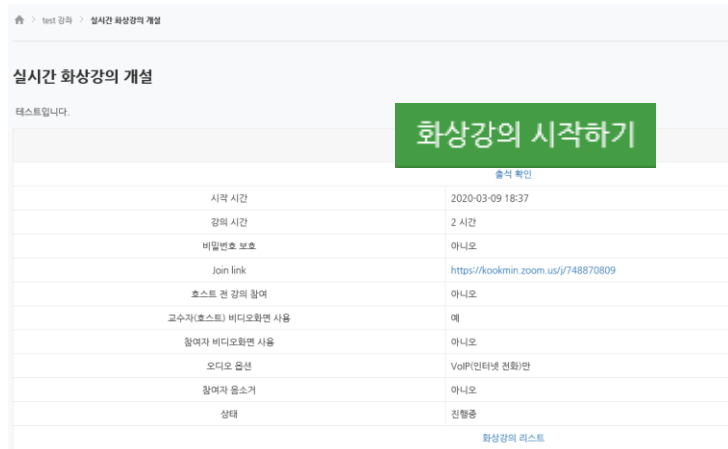 test 강좌 > 실시간 화상강의 개설
실시간 화상강의 개설
테스트입니다.
화상강의 시작하기
출석 확인
시작 시간 2020-03-09 18:37
강의 시간 2 시간
비밀번호 보호 아니오
Join link https://kookmin.zoom.us/j/748870809
호스트 전 강의 참여 아니오
교수자(호스트) 비디오화면 사용 예
참여자 비디오화면 사용 아니오
오디오 옵션 VoIP(인터넷 전화)만
참여자 음소거 아니오
상태 진행중
화상강의 리스트